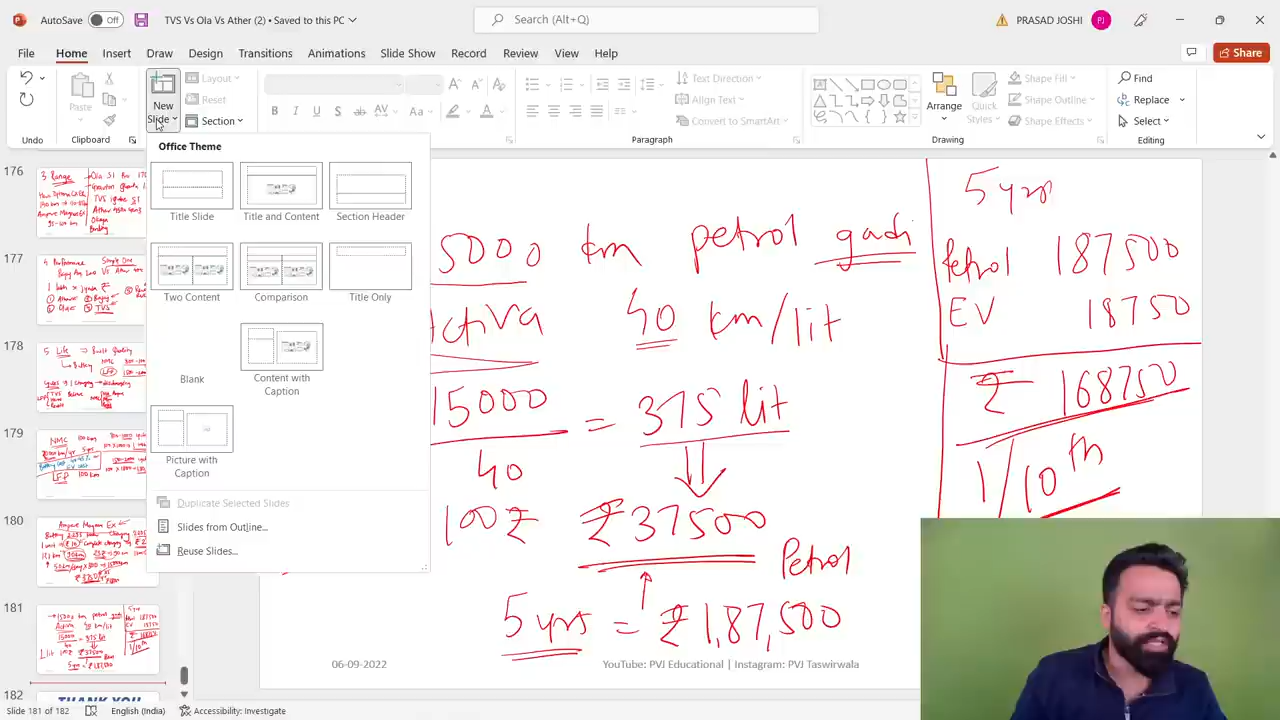 AutoSave Off TVS Vs Ola Vs Ather (2) • Saved to this PC Search (Alt+Q) PRASAD JOSHI PJ
File Home Insert Draw Design Transitions Animations Slide Show Record Review View Help Share
Paste New Slide Layout Reset Section Text Direction Align Text Convert to SmartArt Arrange Quick Styles Shape Fill Shape Outline Shape Effects Find Replace Select
Undo Clipboard Paragraph Drawing Editing
Office Theme
Title Slide Title and Content Section Header
Two Content Comparison Title Only
Blank Content with Caption
Picture with Caption
Duplicate Selected Slides
Slides from Outline...
Reuse Slides...
176
177
178
179
180
181
182
THANK YOU
5000 km petrol gadi
ctiva 40 km/lit
15000 = 375 lit
40
100₹ ₹37500
Petrol
5 yrs = ₹1,87,500
5 yrs
Petrol 187500
EV 18750
₹ 168750
1/10th
06-09-2022 YouTube: PVJ Educational | Instagram: PVJ Taswirwala
Slide 181 of 182 English (India) Accessibility: Investigate